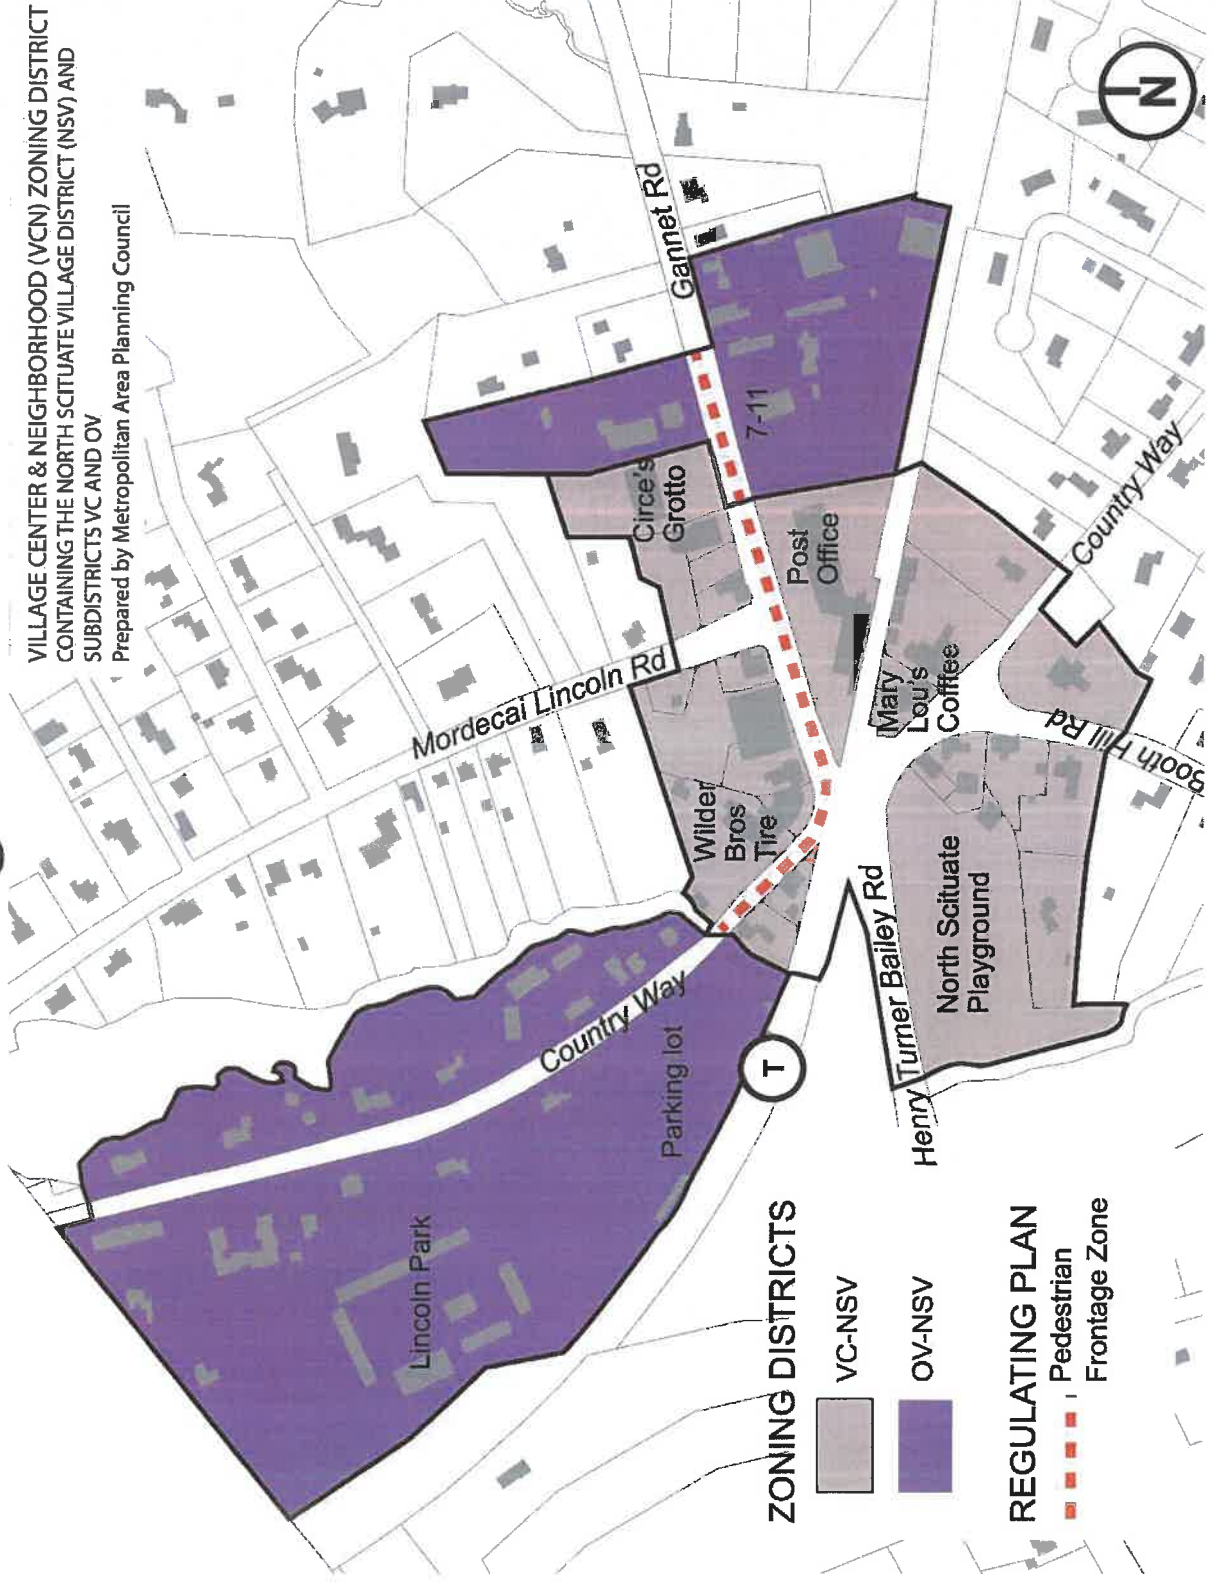 VILLAGE CENTER & NEIGHBORHOOD (VCN) ZONING DISTRICT
CONTAINING THE NORTH SCITUATE VILLAGE DISTRICT (NSV) AND
SUBDISTRICTS VC AND OV
Prepared by Metropolitan Area Planning Council
Gannet Rd
7-11
Circe's
Grotto
Post
Office
Country Way
Mordecai Lincoln Rd
Mary
Lou's
Cofffee
Booth Hill Rd
Wilder
Bros
Tire
North Scituate
Playground
Henry Turner Bailey Rd
Country Way
Parking lot
T
Lincoln Park
N
ZONING DISTRICTS
VC-NSV
OV-NSV
REGULATING PLAN
Pedestrian
Frontage Zone